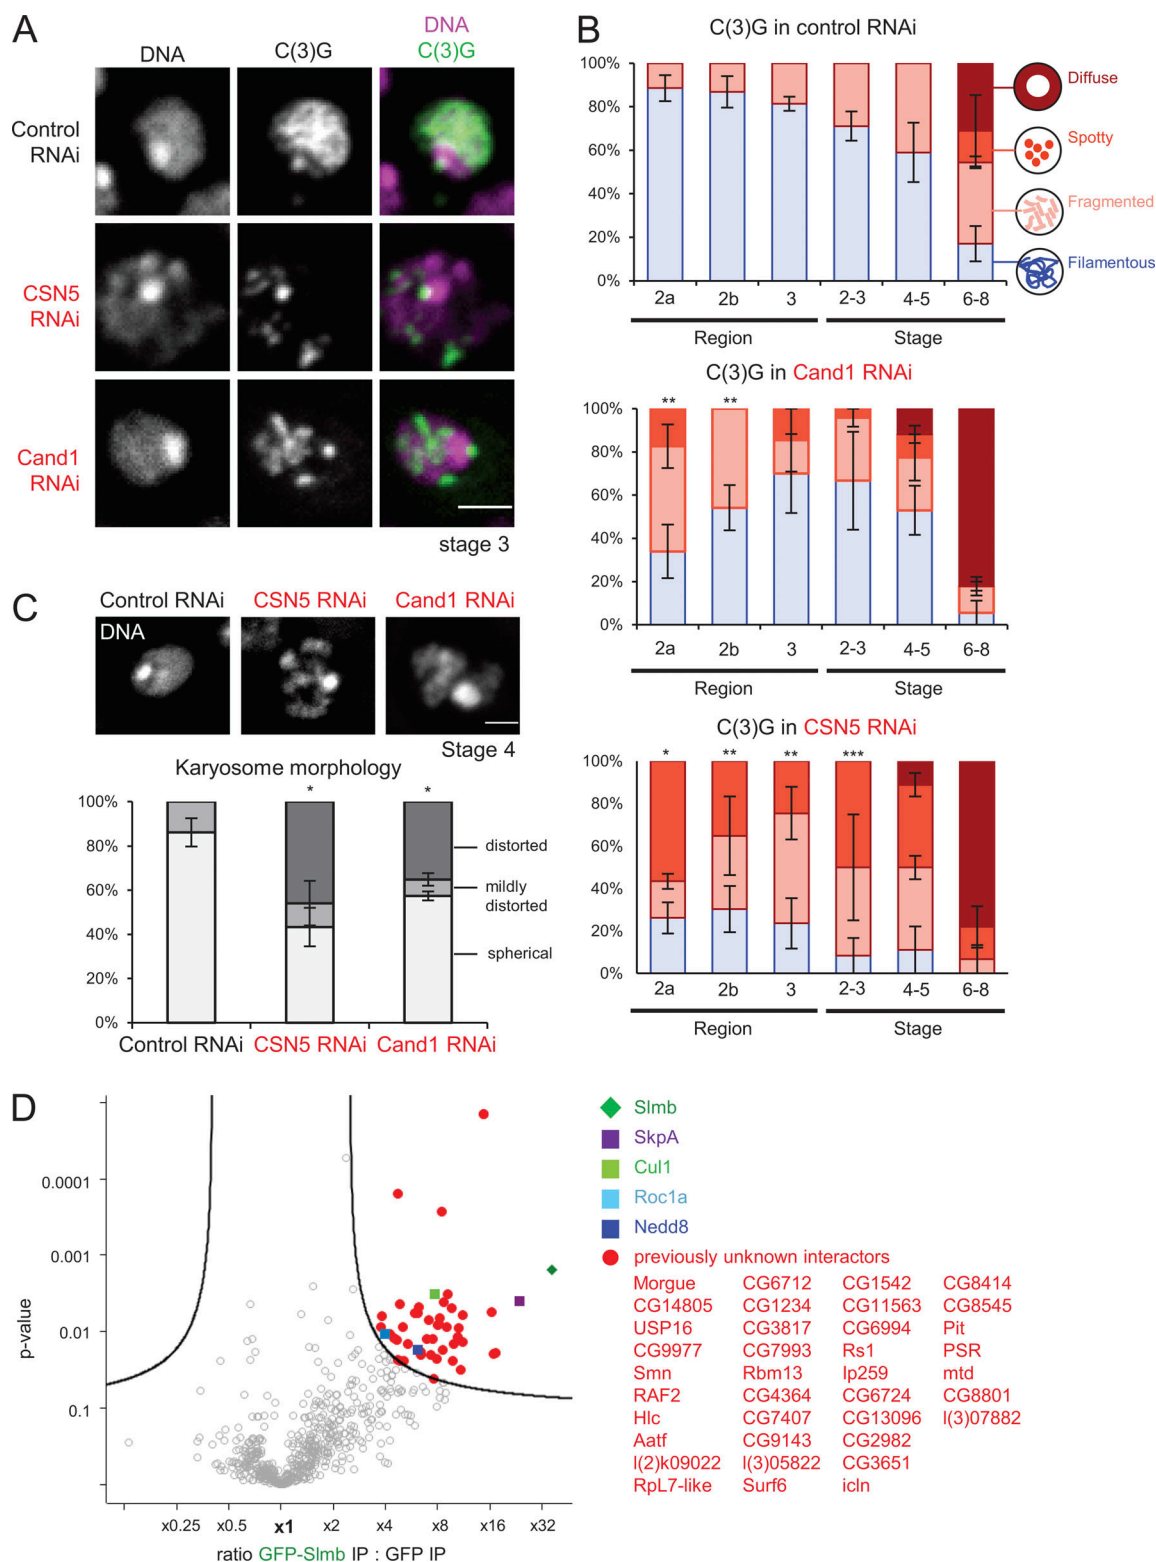 A
DNA
C(3)G
DNA
C(3)G
Control
RNAi
CSN5
RNAi
Cand1
RNAi
stage 3
B
C(3)G in control RNAi
100%
80%
60%
40%
20%
0%
2a
2b
3
2-3
4-5
6-8
Region
Stage
Diffuse
Spotty
Fragmented
Filamentous
C(3)G in Cand1 RNAi
** **
100%
80%
60%
40%
20%
0%
2a
2b
3
2-3
4-5
6-8
Region
Stage
C(3)G in CSN5 RNAi
* ** ** ***
100%
80%
60%
40%
20%
0%
2a
2b
3
2-3
4-5
6-8
Region
Stage
C
Control RNAi
CSN5 RNAi
Cand1 RNAi
DNA
Stage 4
Karyosome morphology
* *
100%
80%
60%
40%
20%
0%
distorted
mildly
distorted
spherical
Control RNAi
CSN5 RNAi
Cand1 RNAi
D
p-value
0.0001
0.001
0.01
0.1
x0.25
x0.5
x1
x2
x4
x8
x16
x32
ratio GFP-Slmb IP : GFP IP
Slmb
SkpA
Cul1
Roc1a
Nedd8
previously unknown interactors
Morgue CG6712 CG1542 CG8414
CG14805 CG1234 CG11563 CG8545
USP16 CG3817 CG6994 Pit
CG9977 CG7993 Rs1 PSR
Smn Rbm13 Ip259 mtd
RAF2 CG4364 CG6724 CG8801
Hlc CG7407 CG13096 l(3)07882
Aatf CG9143 CG2982
l(2)k09022 l(3)05822 CG3651
RpL7-like Surf6 icln